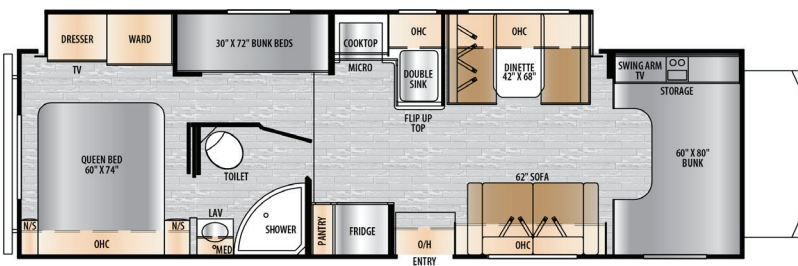 DRESSER
WARD
TV
30" X 72" BUNK BEDS
COOKTOP
MICRO
OHC
DOUBLE
SINK
FLIP UP
TOP
OHC
DINETTE
42" X 68"
SWING ARM
TV
STORAGE
60" X 80"
BUNK
QUEEN BED
60" X 74"
TOILET
62" SOFA
N/S
OHC
N/S
LAV
°MED
SHOWER
PANTRY
FRIDGE
O/H
ENTRY
OHC